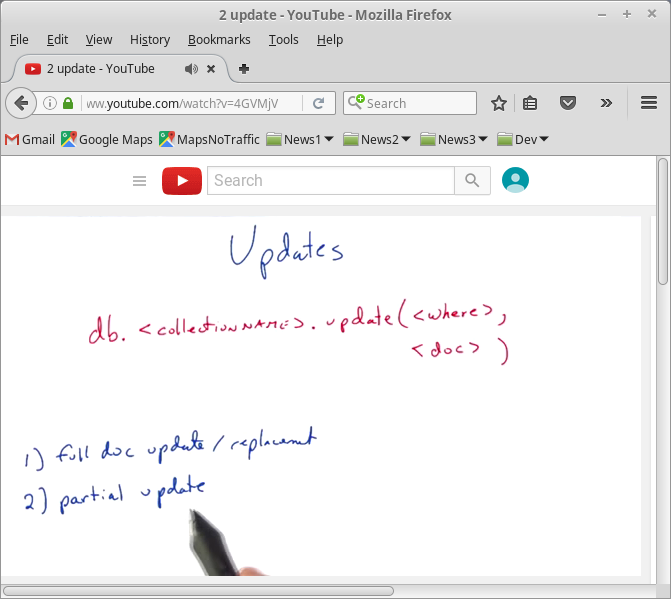 2 update - YouTube - Mozilla Firefox
File Edit View History Bookmarks Tools Help
2 update - YouTube
ww.youtube.com/watch?v=4GVMjV
Search
Gmail Google Maps MapsNoTraffic News1 News2 News3 Dev
Search
Updates
db. <collectionNAME>. update(<where>,
<doc> )
1) full doc update/replacement
2) partial update